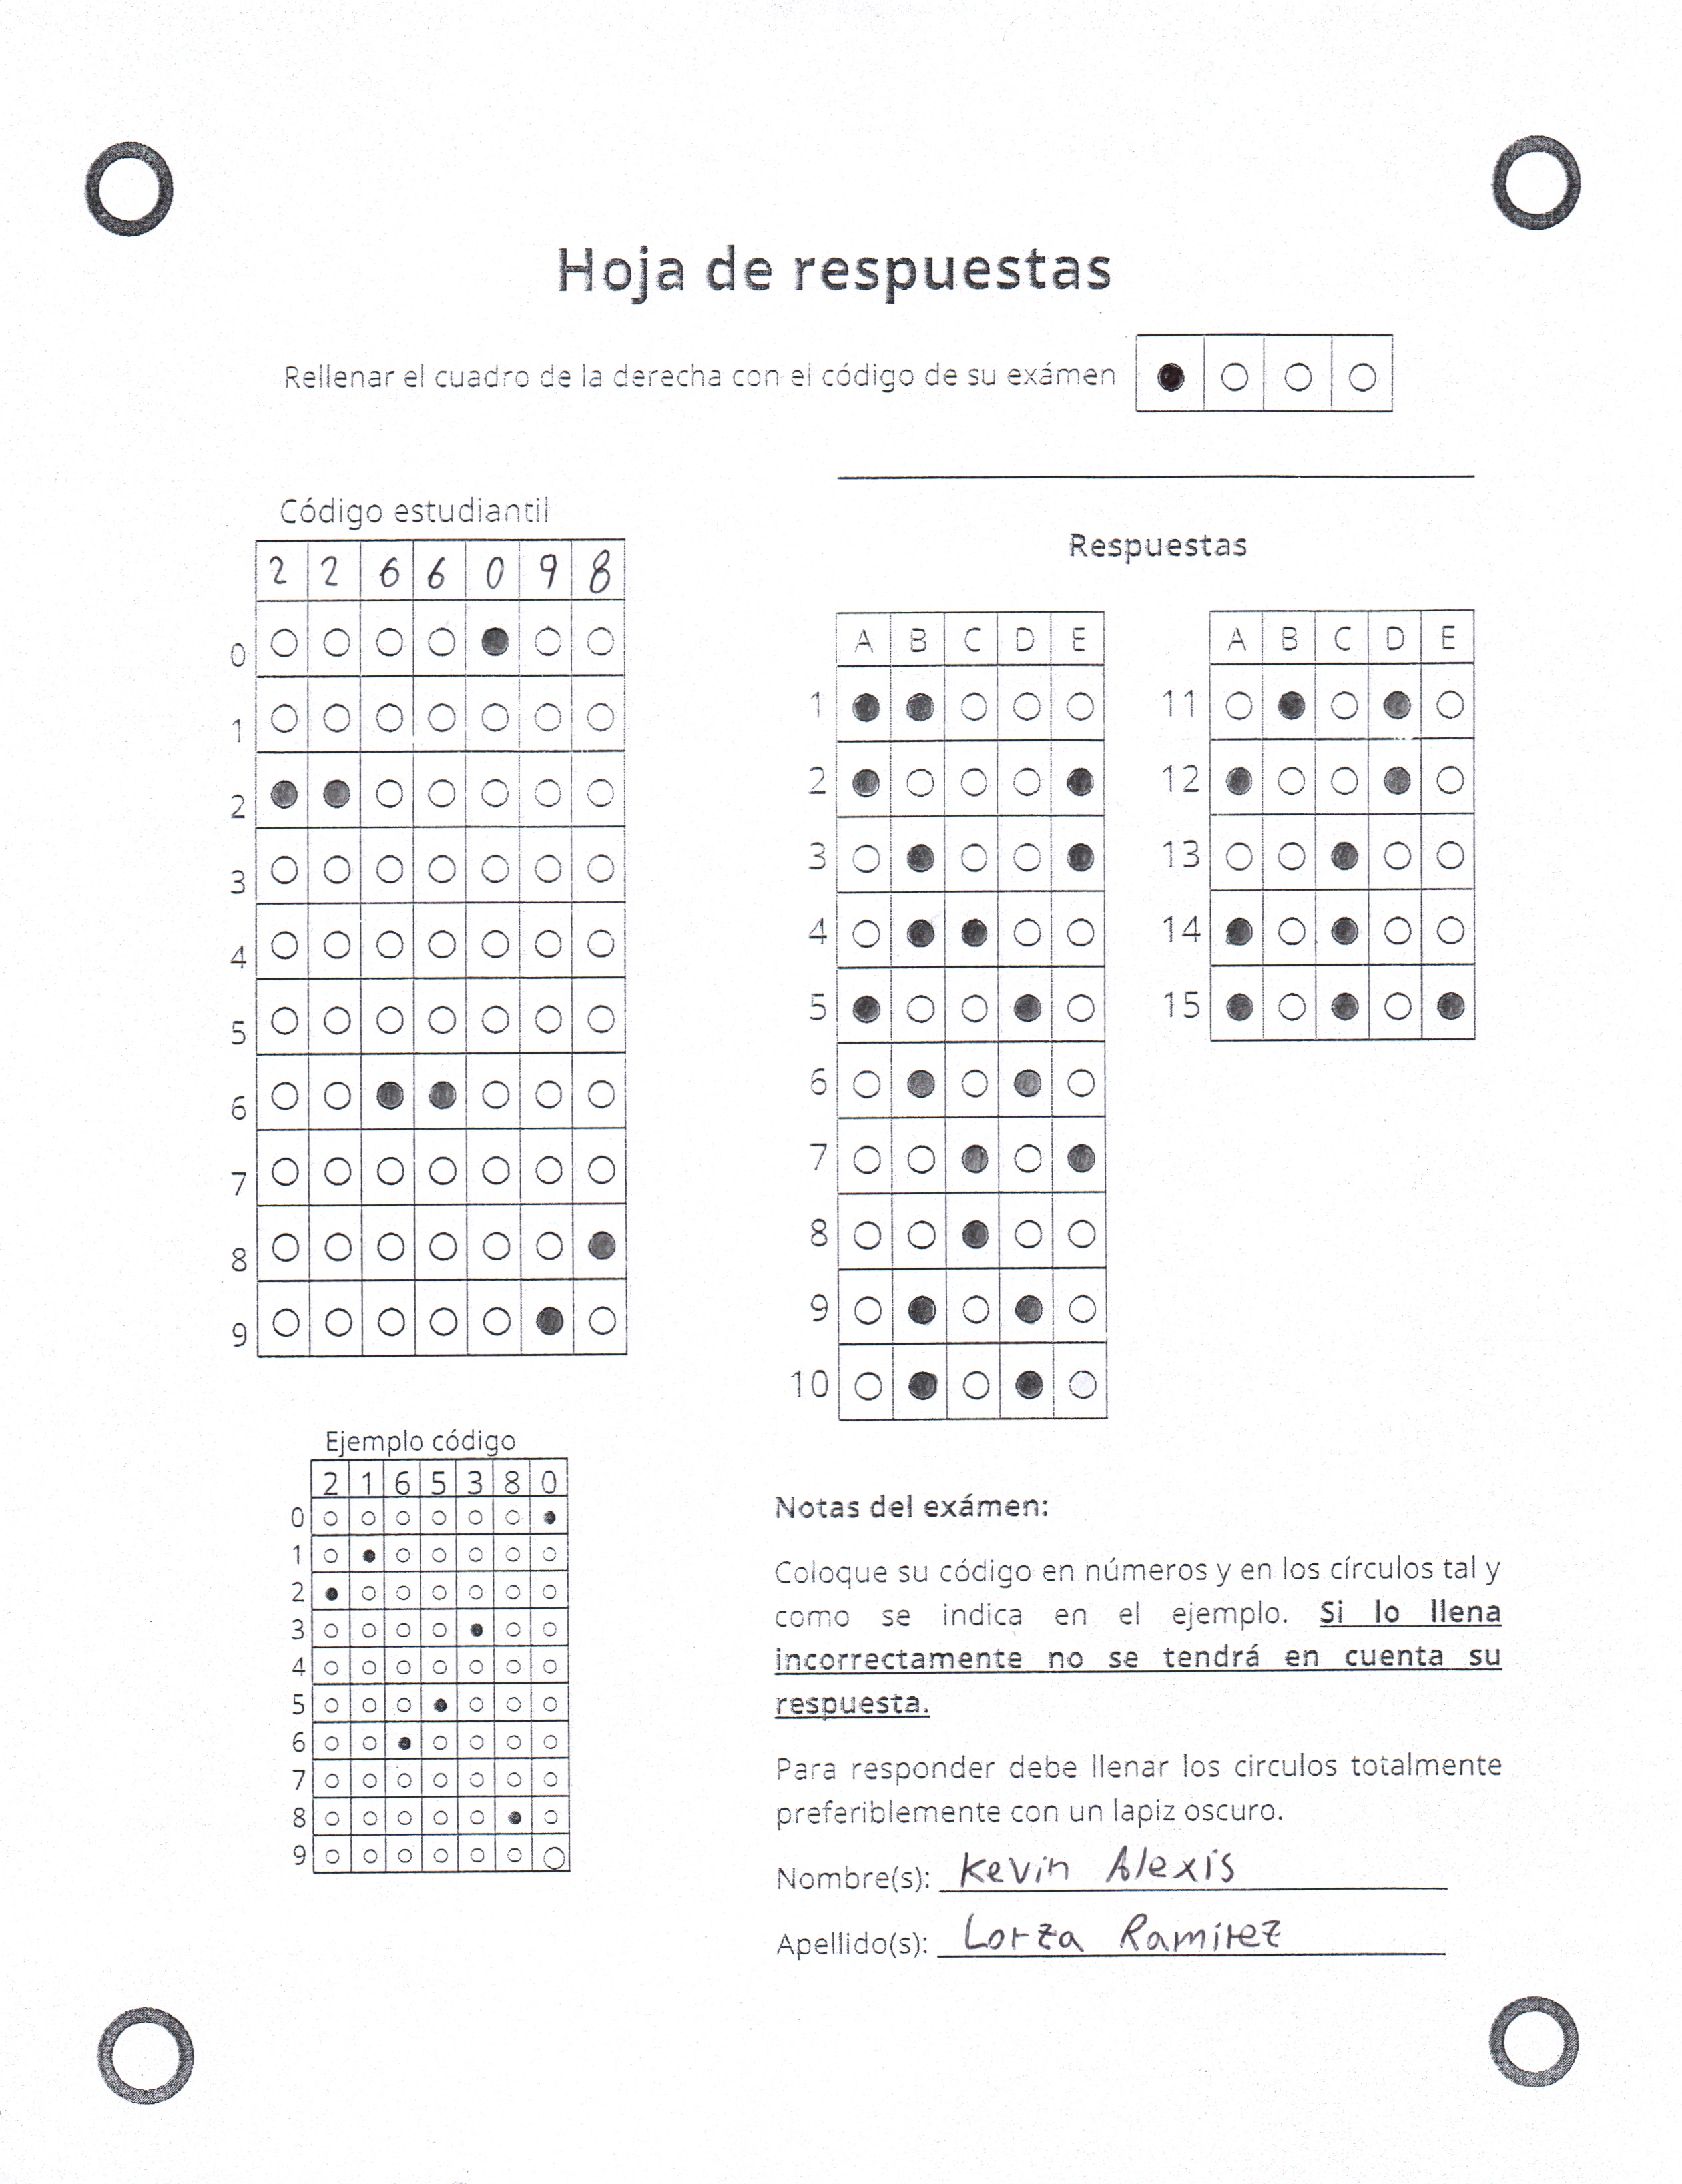 Hoja de respuestas
Rellenar el cuadro de la derecha con el código de su exámen
Código estudiantil
2 2 6 6 0 9 8
0
1
2
3
4
5
6
7
8
9
Respuestas
A B C D E
1
2
3
4
5
6
7
8
9
10
A B C D E
11
12
13
14
15
Ejemplo código
2 1 6 5 3 8 0
0
1
2
3
4
5
6
7
8
9
Notas del exámen:
Coloque su código en números y en los círculos tal y
como se indica en el ejemplo. Si lo llena
incorrectamente no se tendrá en cuenta su
respuesta.
Para responder debe llenar los circulos totalmente
preferiblemente con un lapiz oscuro.
Nombre(s): Kevin Alexis
Apellido(s): Lorza Ramirez